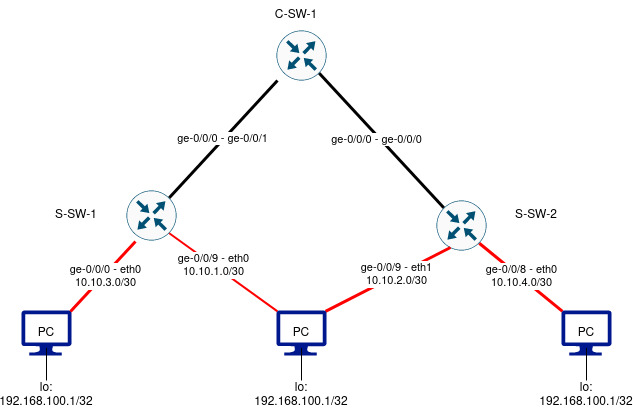 C-SW-1
ge-0/0/0 - ge-0/0/1
ge-0/0/0 - ge-0/0/0
S-SW-1
S-SW-2
ge-0/0/9 - eth0
10.10.1.0/30
ge-0/0/9 - eth1
10.10.2.0/30
ge-0/0/0 - eth0
10.10.3.0/30
ge-0/0/8 - eth0
10.10.4.0/30
PC
PC
PC
lo:
192.168.100.1/32
lo:
192.168.100.1/32
lo:
192.168.100.1/32